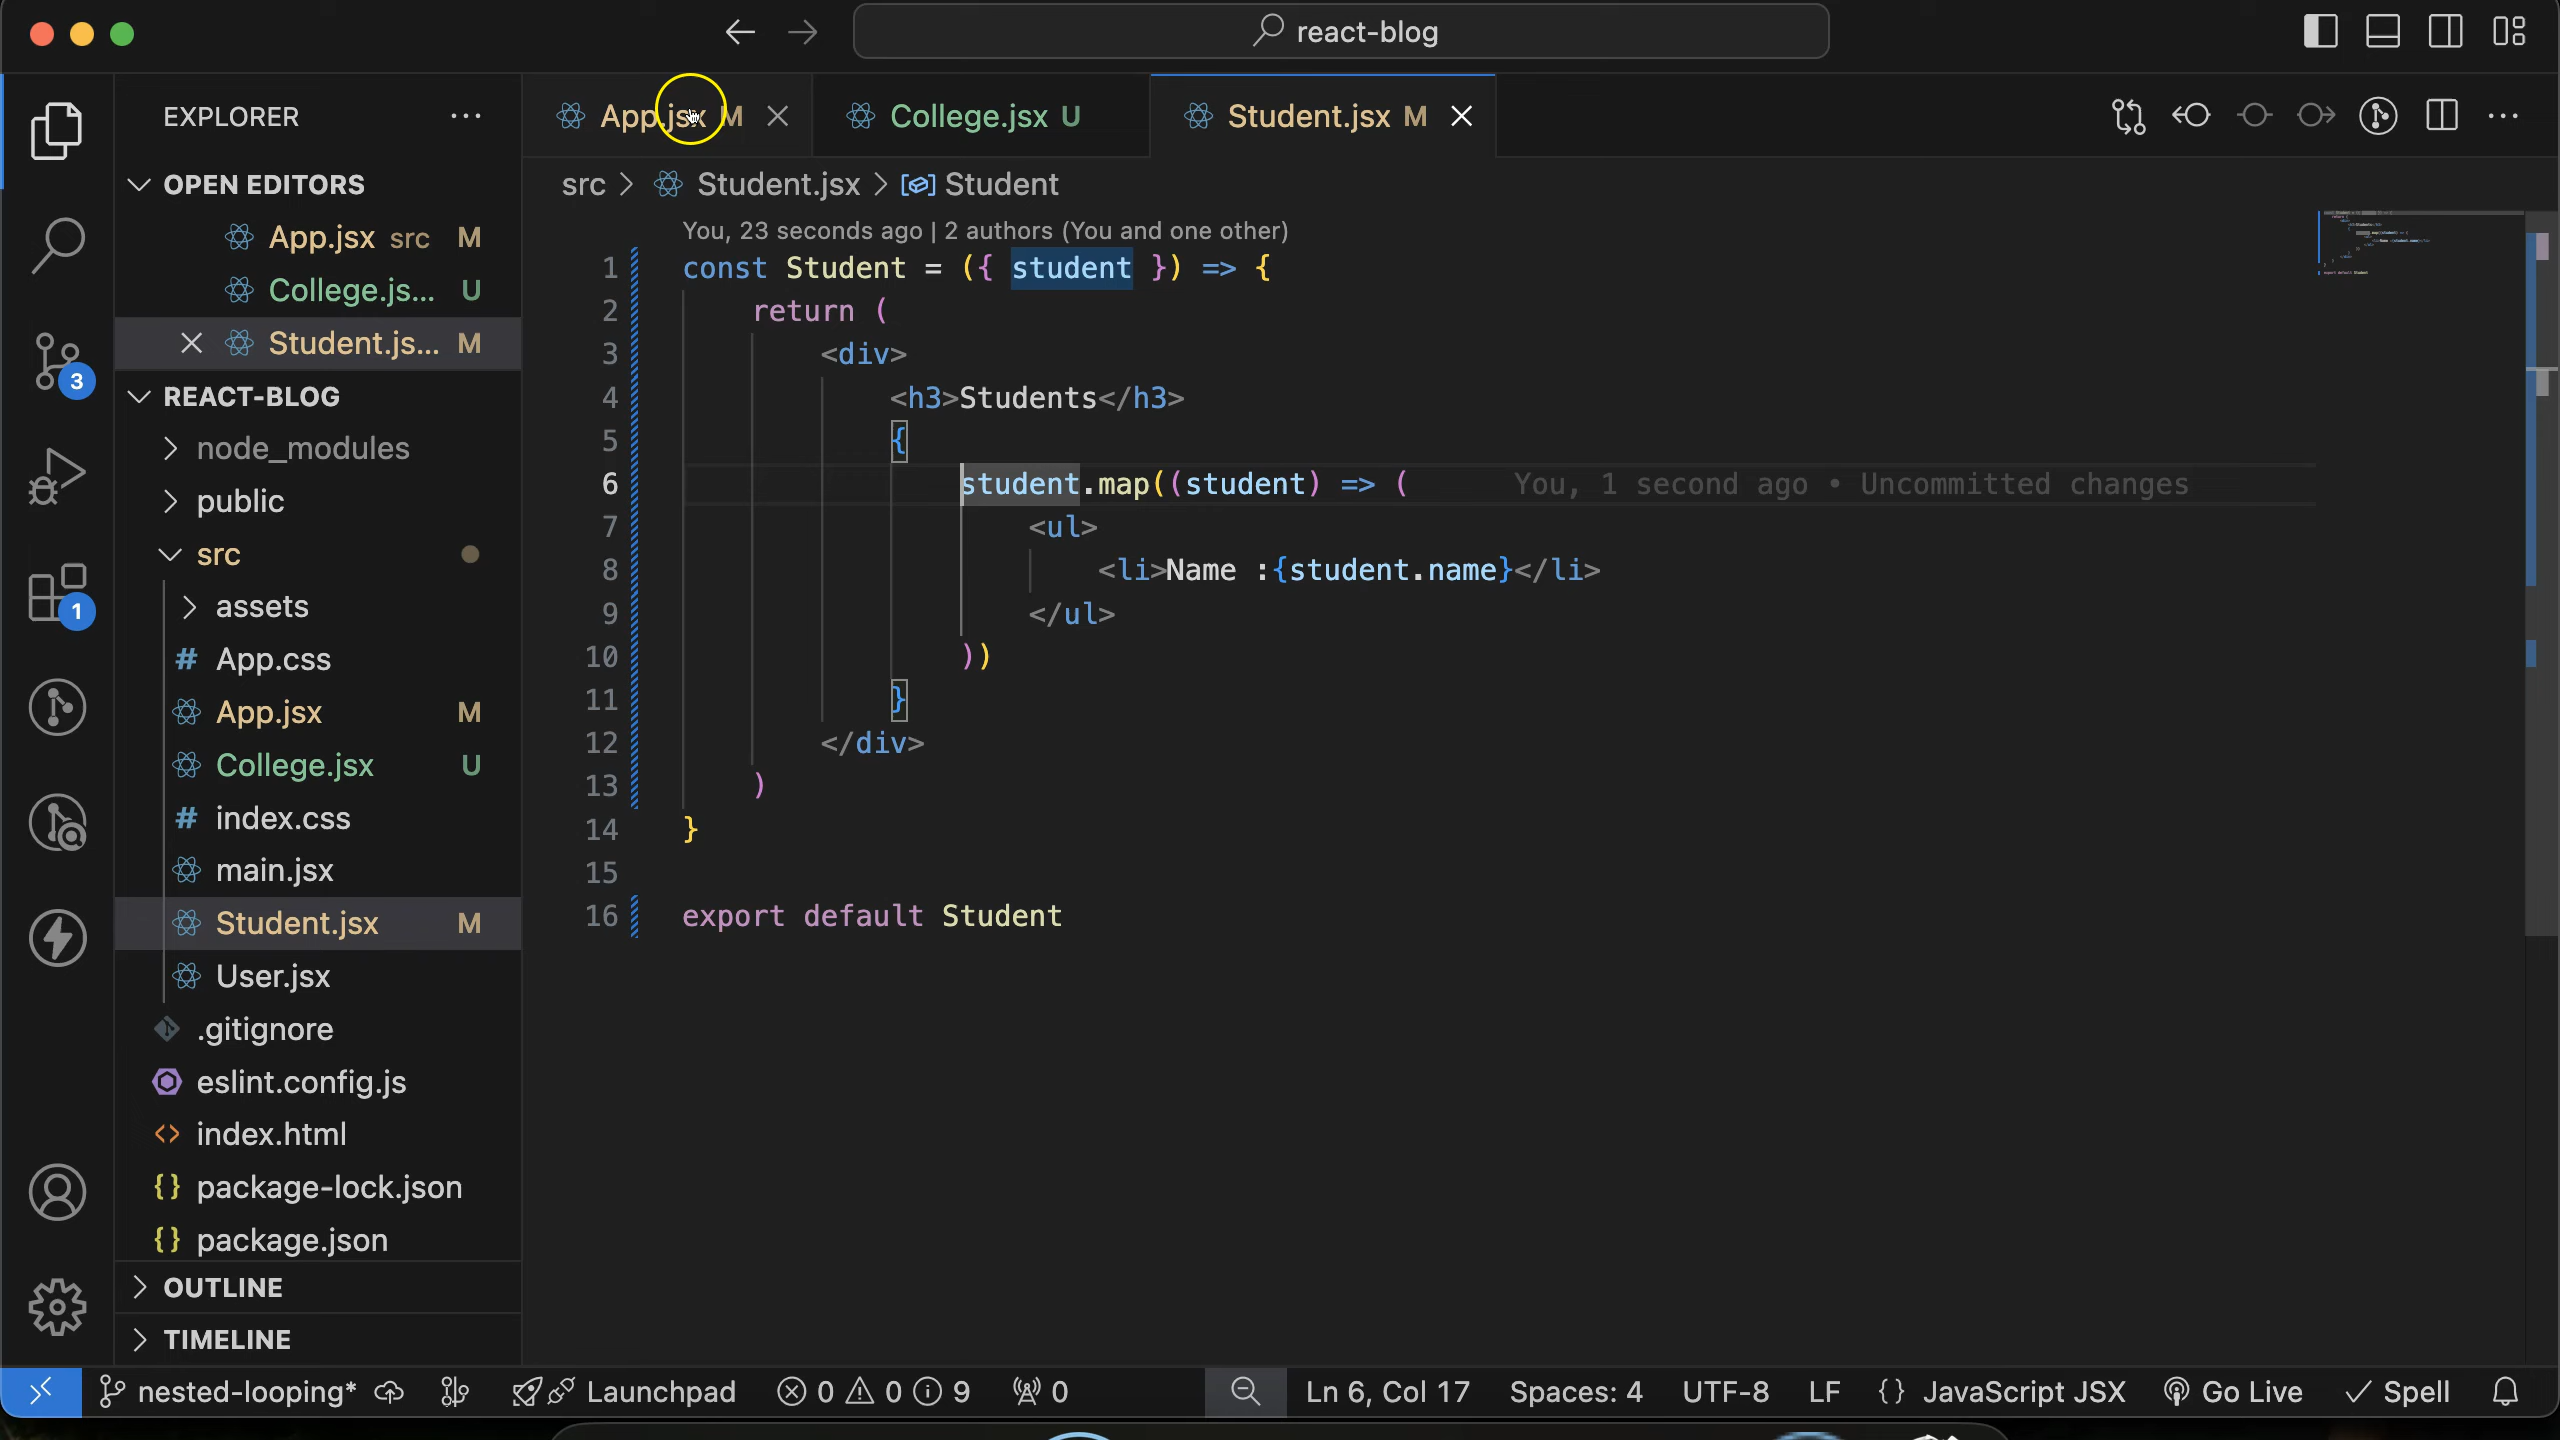 react-blog
EXPLORER
OPEN EDITORS
App.jsx src M
College.js... U
Student.js... M
REACT-BLOG
node_modules
public
src
assets
# App.css
App.jsx M
College.jsx U
# index.css
main.jsx
Student.jsx M
User.jsx
.gitignore
eslint.config.js
<> index.html
{} package-lock.json
{} package.json
OUTLINE
TIMELINE
3
1
App.jsx M
College.jsx U
Student.jsx M
src > Student.jsx > Student
You, 23 seconds ago | 2 authors (You and one other)
1 const Student = ({ student }) => {
2 return (
3 <div>
4 <h3>Students</h3>
5 {
6 student.map((student) => ( You, 1 second ago • Uncommitted changes
7 <ul>
8 <li>Name :{student.name}</li>
9 </ul>
10 ))
11 }
12 </div>
13 )
14 }
15
16 export default Student
nested-looping* Launchpad 0 0 9 0 Ln 6, Col 17 Spaces: 4 UTF-8 LF {} JavaScript JSX Go Live Spell